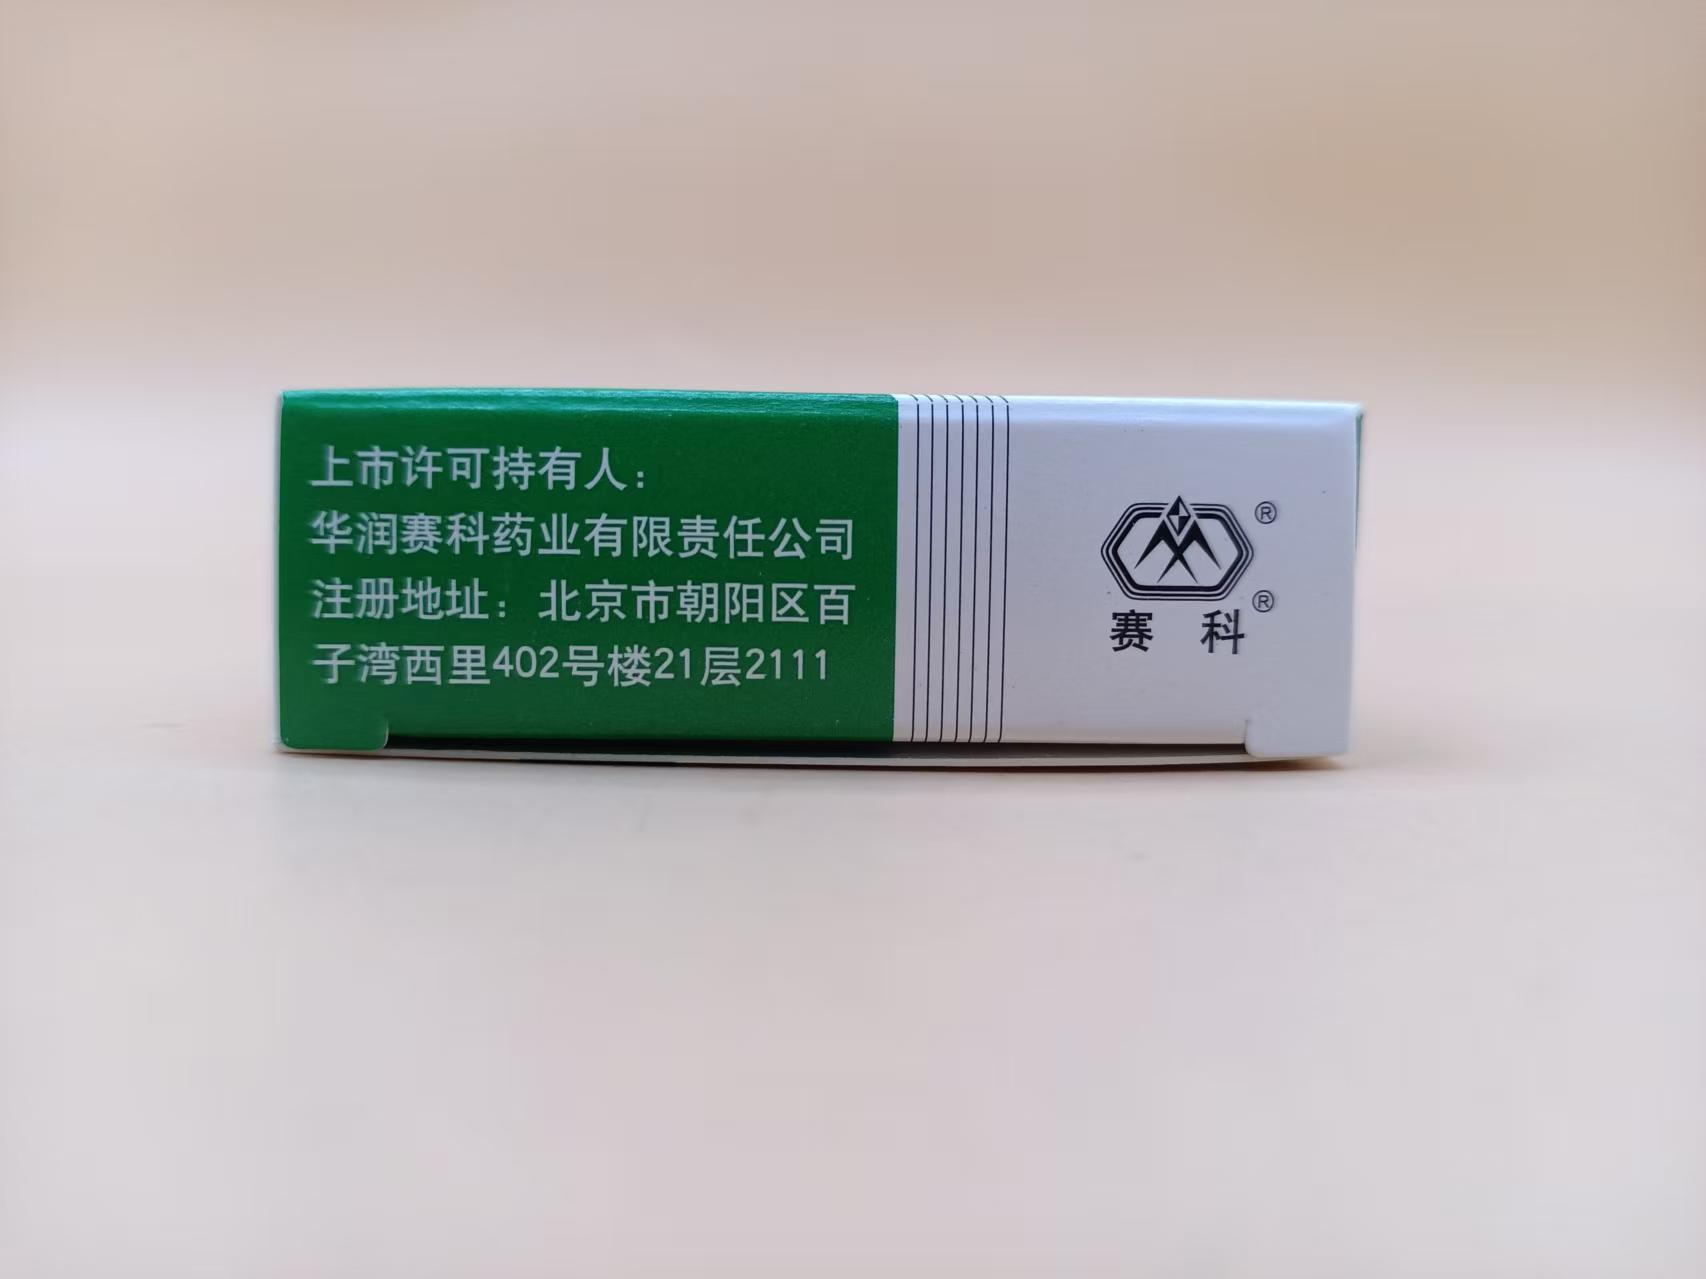 上市许可持有人：
华润赛科药业有限责任公司
注册地址：北京市朝阳区百
子湾西里402号楼21层2111
®
®
赛 科